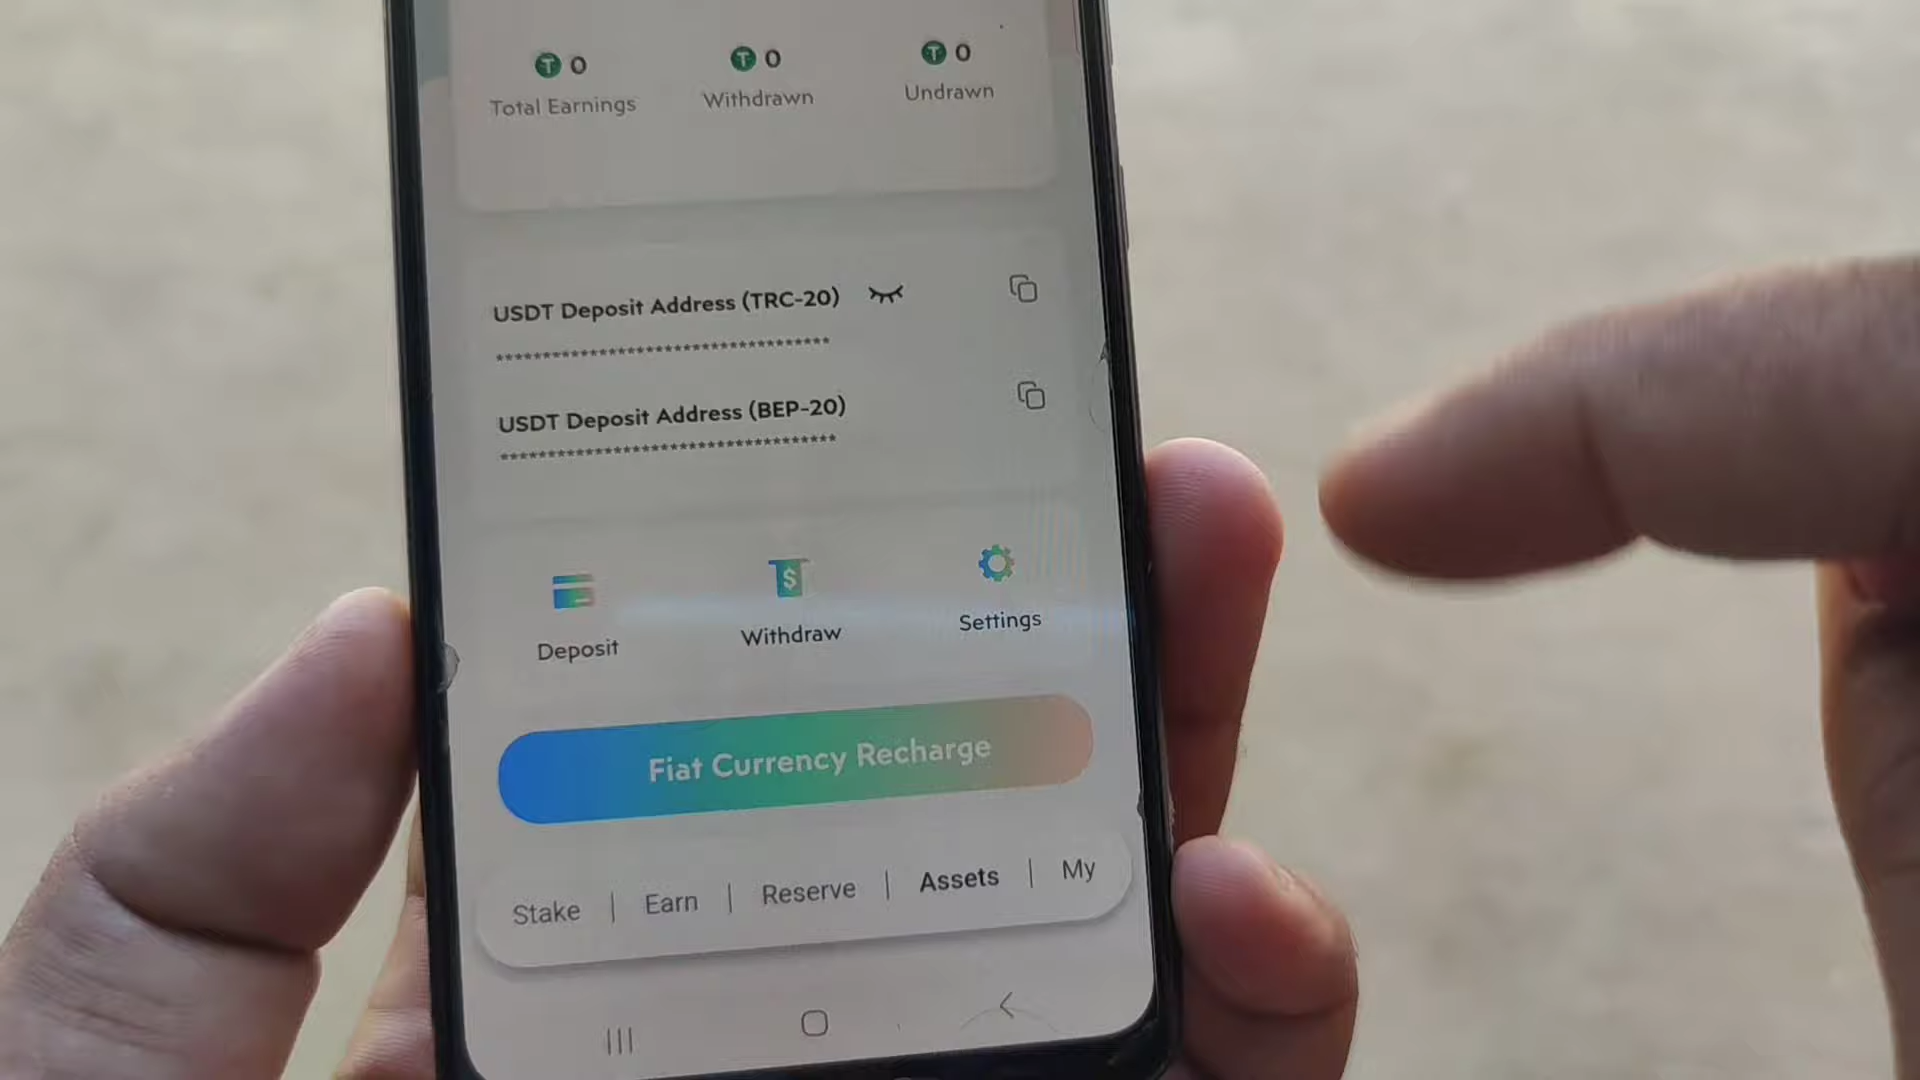 0 0 0
Total Earnings Withdrawn Undrawn
USDT Deposit Address (TRC-20)
************************************
USDT Deposit Address (BEP-20)
************************************
Deposit Withdraw Settings
Fiat Currency Recharge
Stake | Earn | Reserve | Assets | My